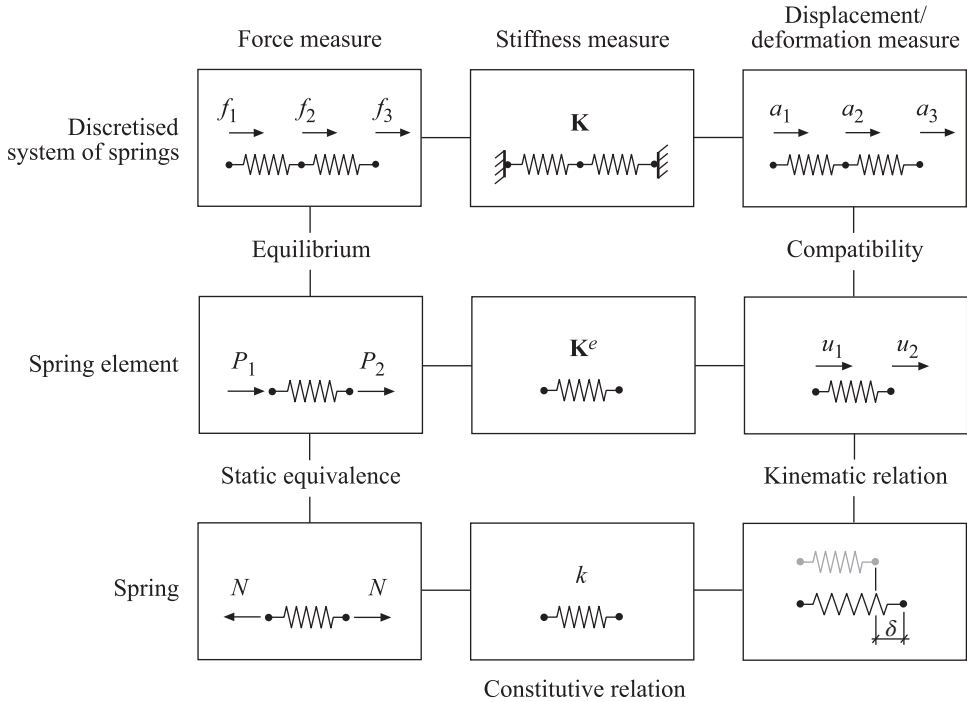 Force measure
Stiffness measure
Displacement/
deformation measure
Discretised
system of springs
f1 f2 f3
K
a1 a2 a3
Equilibrium
Compatibility
Spring element
P1 P2
K^e
u1 u2
Static equivalence
Kinematic relation
Spring
N N
k
δ
Constitutive relation